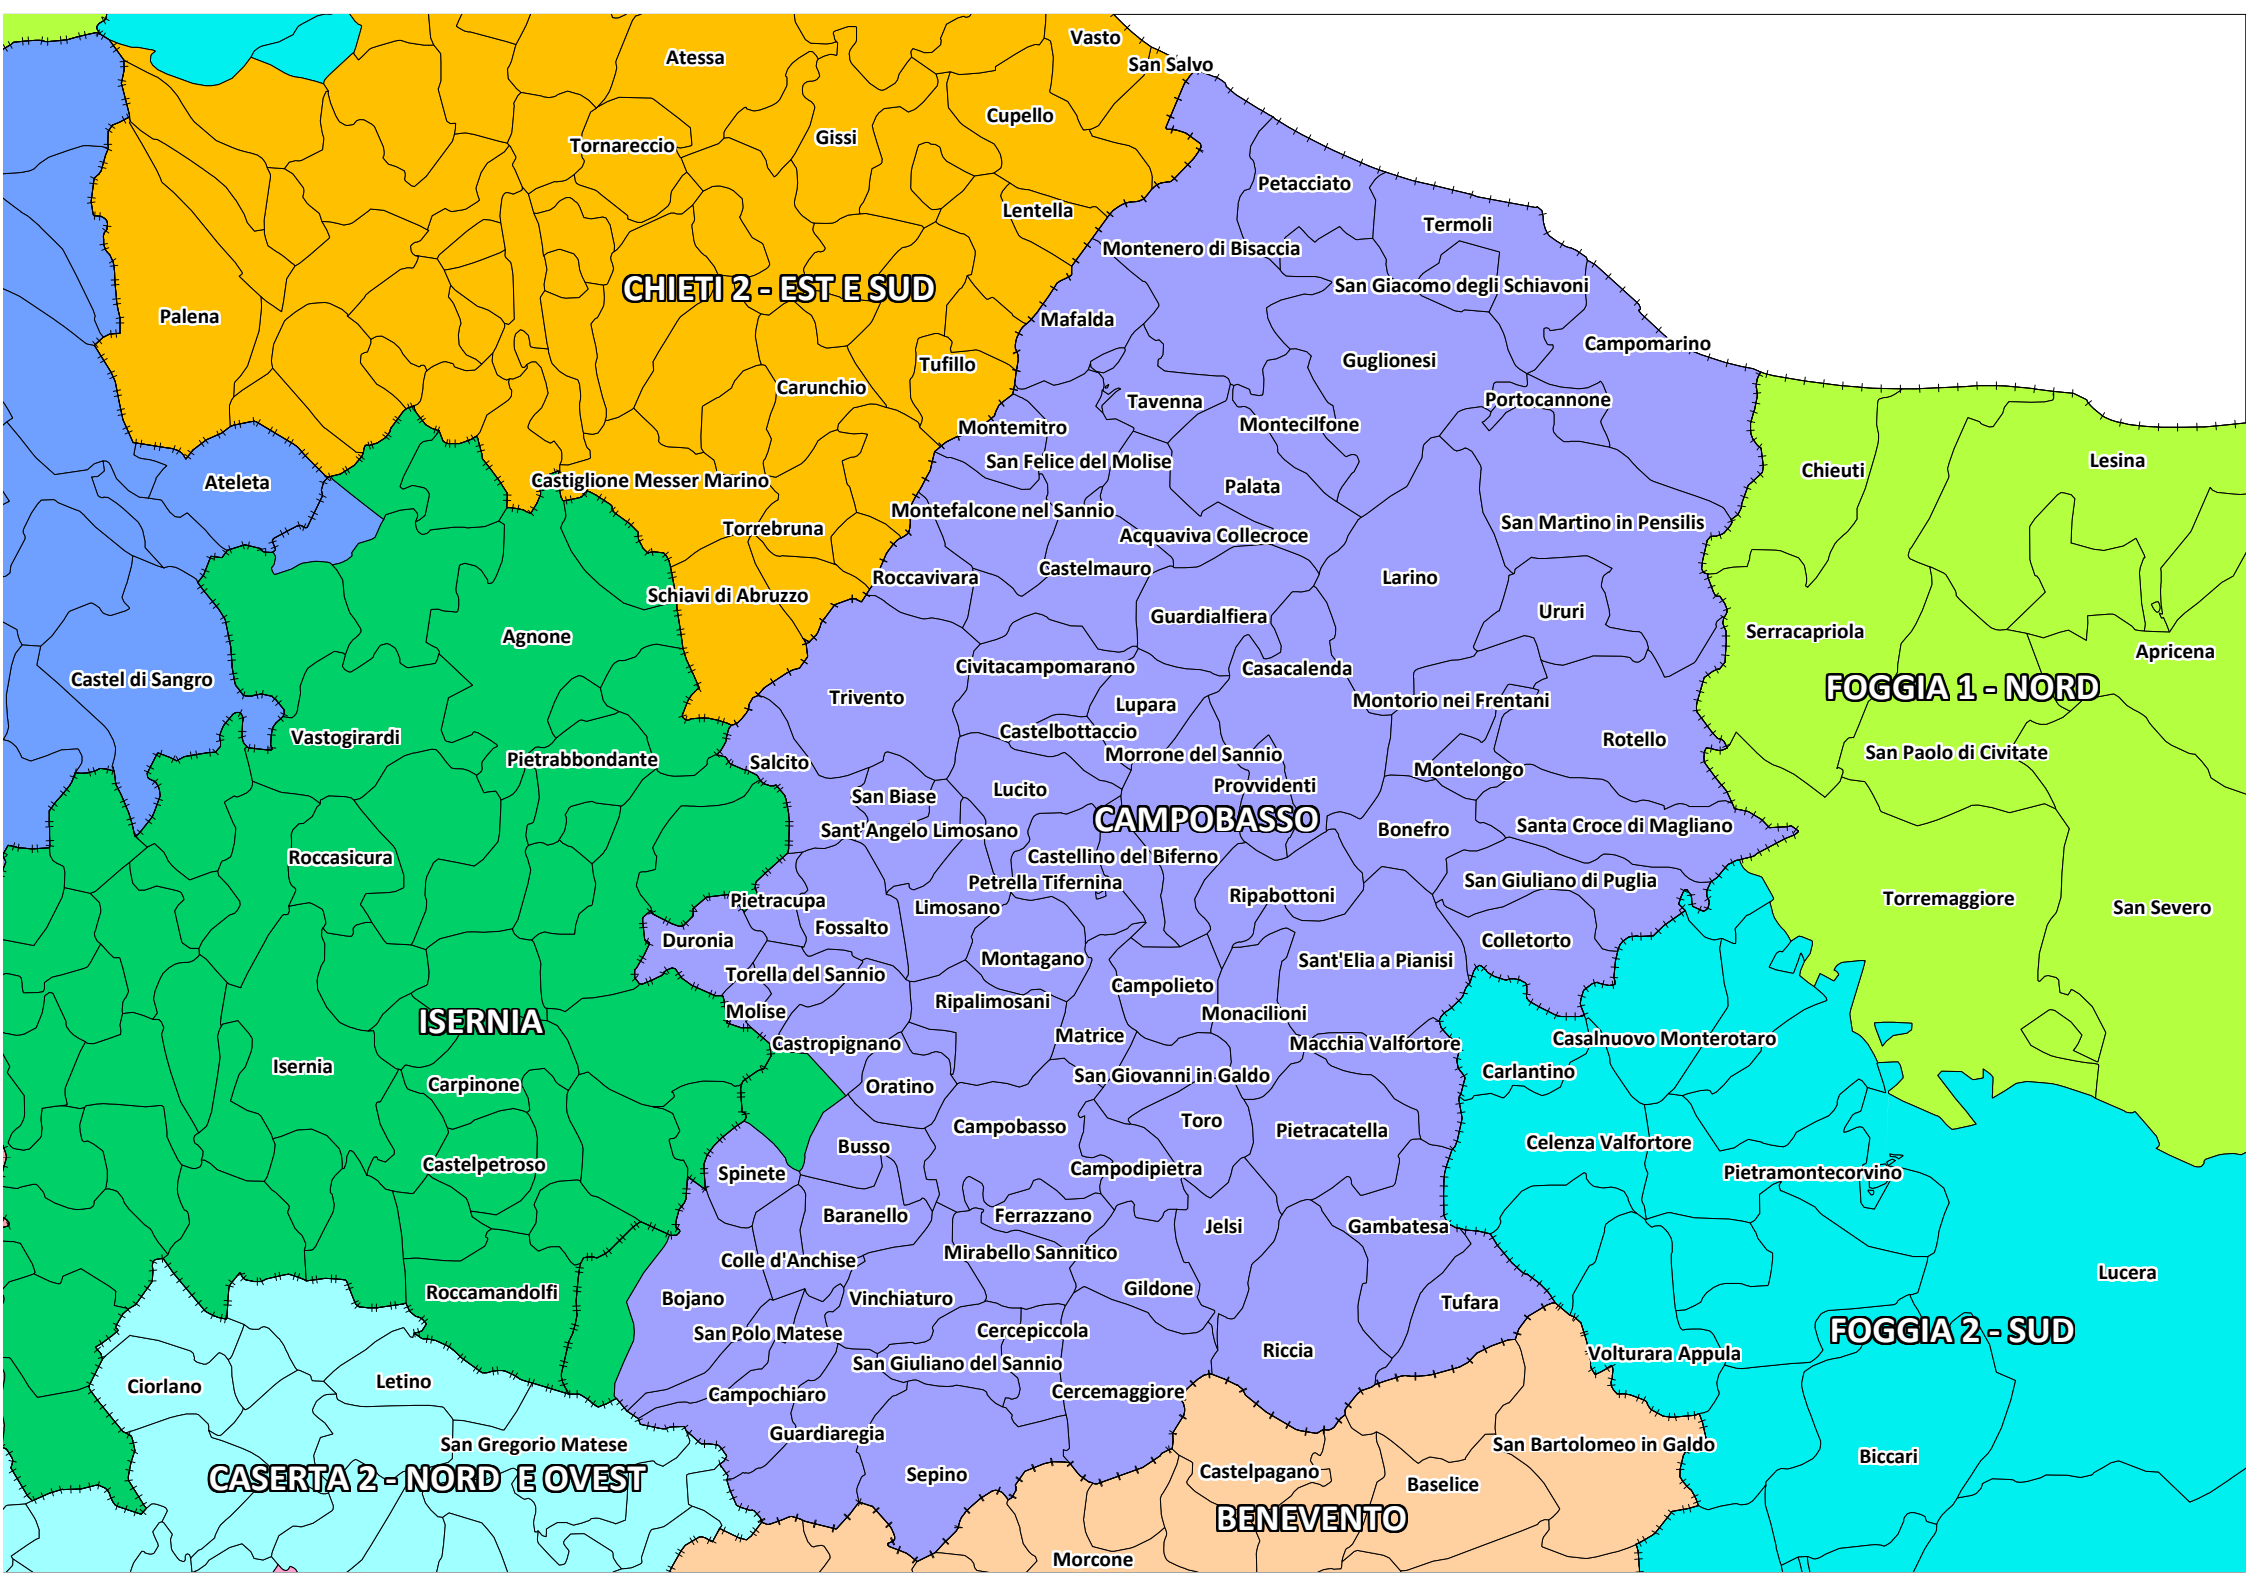 Vasto
Atessa
San Salvo
Cupello
Gissi
Tornareccio
Petacciato
Lentella
Termoli
Montenero di Bisaccia
CHIETI 2 - EST E SUD
San Giacomo degli Schiavoni
Palena
Mafalda
Campomarino
Guglionesi
Tufillo
Carunchio
Tavenna
Portocannone
Montemitro
Montecilfone
San Felice del Molise
Lesina
Chieuti
Ateleta
Castiglione Messer Marino
Palata
Montefalcone nel Sannio
San Martino in Pensilis
Torrebruna
Acquaviva Collecroce
Castelmauro
Roccavivara
Larino
Schiavi di Abruzzo
Guardialfiera
Ururi
Serracapriola
Agnone
Apricena
Civitacampomarano
Casacalenda
Castel di Sangro
FOGGIA 1 - NORD
Trivento
Lupara
Montorio nei Frentani
Castelbottaccio
Vastogirardi
Rotello
Morrone del Sannio
San Paolo di Civitate
Pietrabbondante
Salcito
Montelongo
Provvidenti
Lucito
San Biase
CAMPOBASSO
Sant'Angelo Limosano
Bonefro
Santa Croce di Magliano
Roccasicura
Castellino del Biferno
Petrella Tifernina
San Giuliano di Puglia
Ripabottoni
Torremaggiore
Pietracupa
Limosano
San Severo
Fossalto
Duronia
Colletorto
Montagano
Sant'Elia a Pianisi
Torella del Sannio
Campolieto
Ripalimosani
Molise
Monacilioni
ISERNIA
Matrice
Casalnuovo Monterotaro
Castropignano
Macchia Valfortore
Isernia
Carlantino
San Giovanni in Galdo
Carpinone
Oratino
Toro
Campobasso
Pietracatella
Celenza Valfortore
Busso
Castelpetroso
Campodipietra
Spinete
Pietramontecorvino
Baranello
Ferrazzano
Jelsi
Gambatesa
Mirabello Sannitico
Colle d'Anchise
Lucera
Gildone
Roccamandolfi
Bojano
Vinchiaturo
Tufara
Cercepiccola
FOGGIA 2 - SUD
San Polo Matese
Riccia
Volturara Appula
San Giuliano del Sannio
Letino
Ciorlano
Campochiaro
Cercemaggiore
Guardiaregia
San Gregorio Matese
San Bartolomeo in Galdo
Biccari
Sepino
Castelpagano
CASERTA 2 - NORD E OVEST
Baselice
BENEVENTO
Morcone